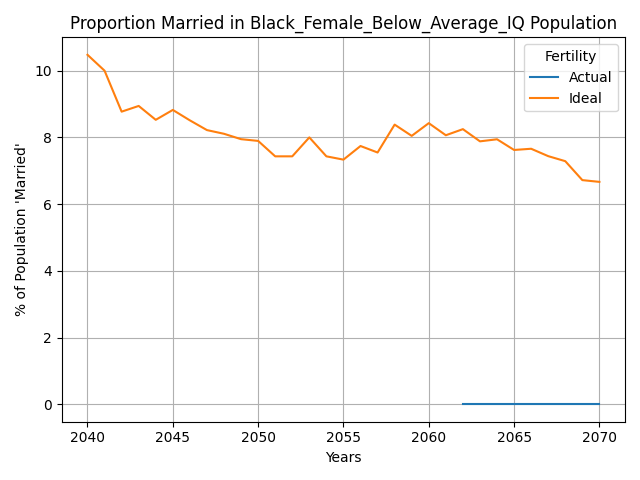 Proportion Married in Black_Female_Below_Average_IQ Population
Fertility
Actual
Ideal
% of Population 'Married'
10
8
6
4
2
0
2040 2045 2050 2055 2060 2065 2070
Years